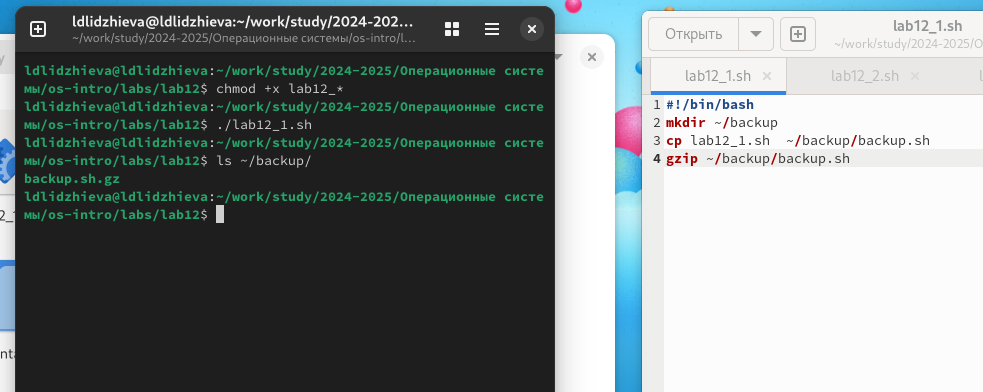 ldlidzhieva@ldlidzhieva:~/work/study/2024-202...
~/work/study/2024-2025/Операционные системы/os-intro/l...
ldlidzhieva@ldlidzhieva:~/work/study/2024-2025/Операционные систе
мы/os-intro/labs/lab12$ chmod +x lab12_*
ldlidzhieva@ldlidzhieva:~/work/study/2024-2025/Операционные систе
мы/os-intro/labs/lab12$ ./lab12_1.sh
ldlidzhieva@ldlidzhieva:~/work/study/2024-2025/Операционные систе
мы/os-intro/labs/lab12$ ls ~/backup/
backup.sh.gz
ldlidzhieva@ldlidzhieva:~/work/study/2024-2025/Операционные систе
мы/os-intro/labs/lab12$
Открыть
lab12_1.sh
~/work/study/2024-2025/О
lab12_1.sh
lab12_2.sh
1 #!/bin/bash
2 mkdir ~/backup
3 cp lab12_1.sh  ~/backup/backup.sh
4 gzip ~/backup/backup.sh